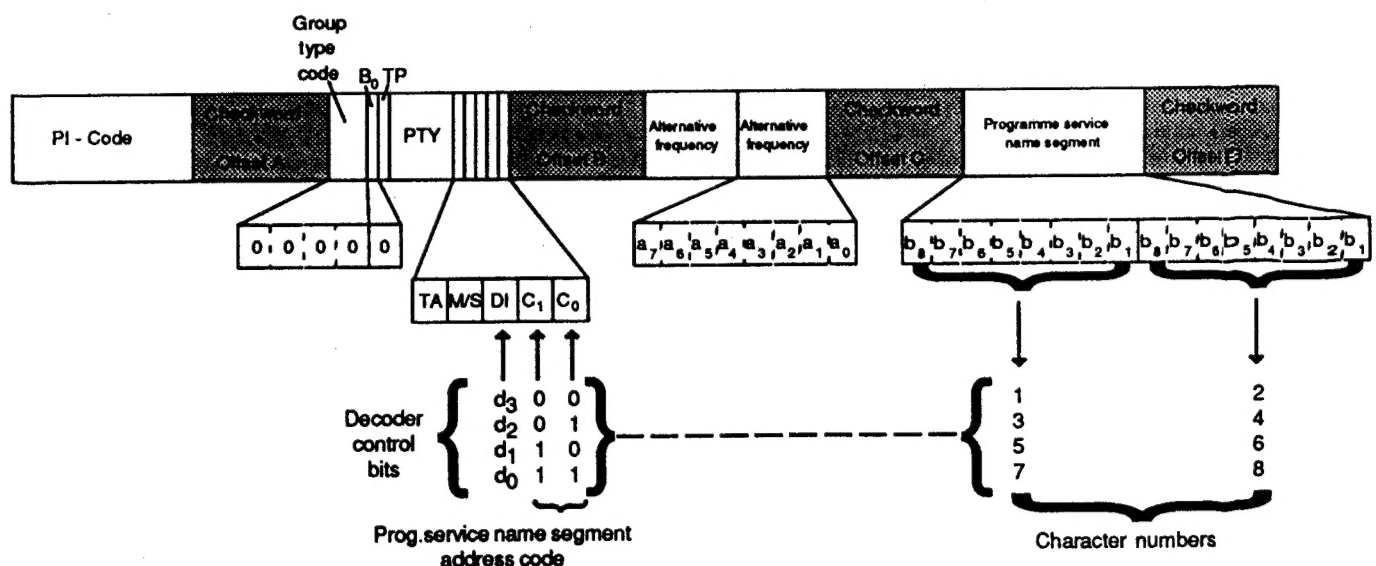 Group
type
code
B0 TP
PI - Code
Checkword
+
Offset A
PTY
Checkword
+
Offset B
Alternative
frequency
Alternative
frequency
Checkword
+
Offset C
Programme service
name segment
Checkword
+
Offset D
0 0 0 0 0
a7 a6 a5 a4 a3 a2 a1 a0
b8 b7 b6 b5 b4 b3 b2 b1 b8 b7 b6 b5 b4 b3 b2 b1
TA M/S DI C1 C0
Decoder
control
bits
d3 0 0
d2 0 1
d1 1 0
d0 1 1
1 2
3 4
5 6
7 8
Prog.service name segment
address code
Character numbers